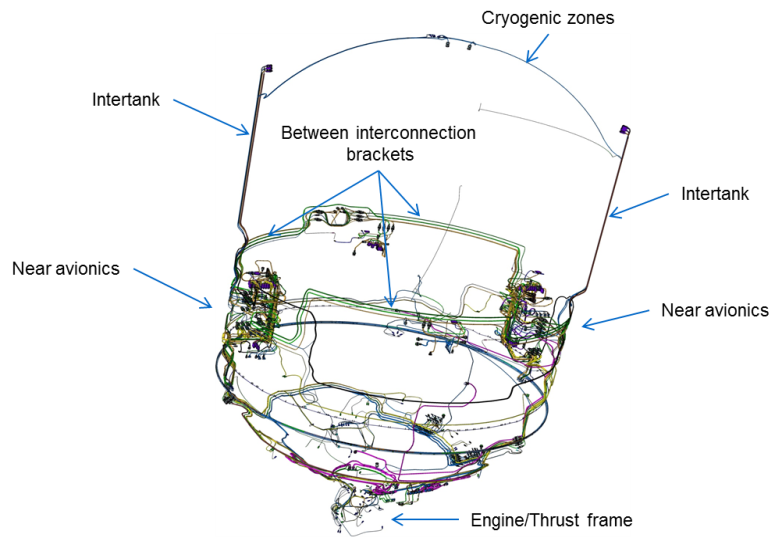 Cryogenic zones
Intertank
Between interconnection
brackets
Intertank
Near avionics
Near avionics
Engine/Thrust frame